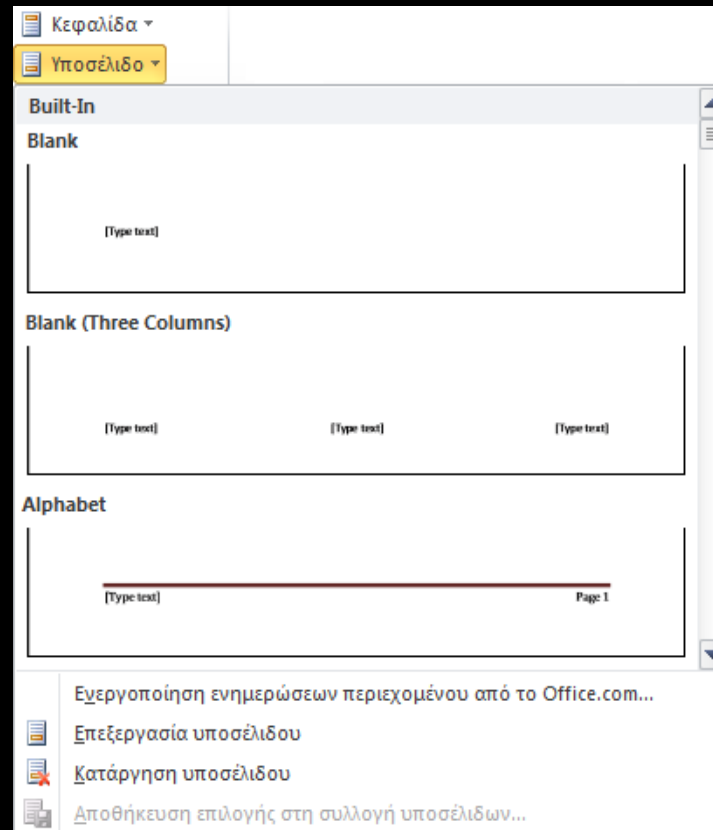 Κεφαλίδα
Υποσέλιδο
Built-In
Blank
[Type text]
Blank (Three Columns)
[Type text] [Type text] [Type text]
Alphabet
[Type text] Page 1
Ενεργοποίηση ενημερώσεων περιεχομένου από το Office.com...
Επεξεργασία υποσέλιδου
Κατάργηση υποσέλιδου
Αποθήκευση επιλογής στη συλλογή υποσέλιδων...